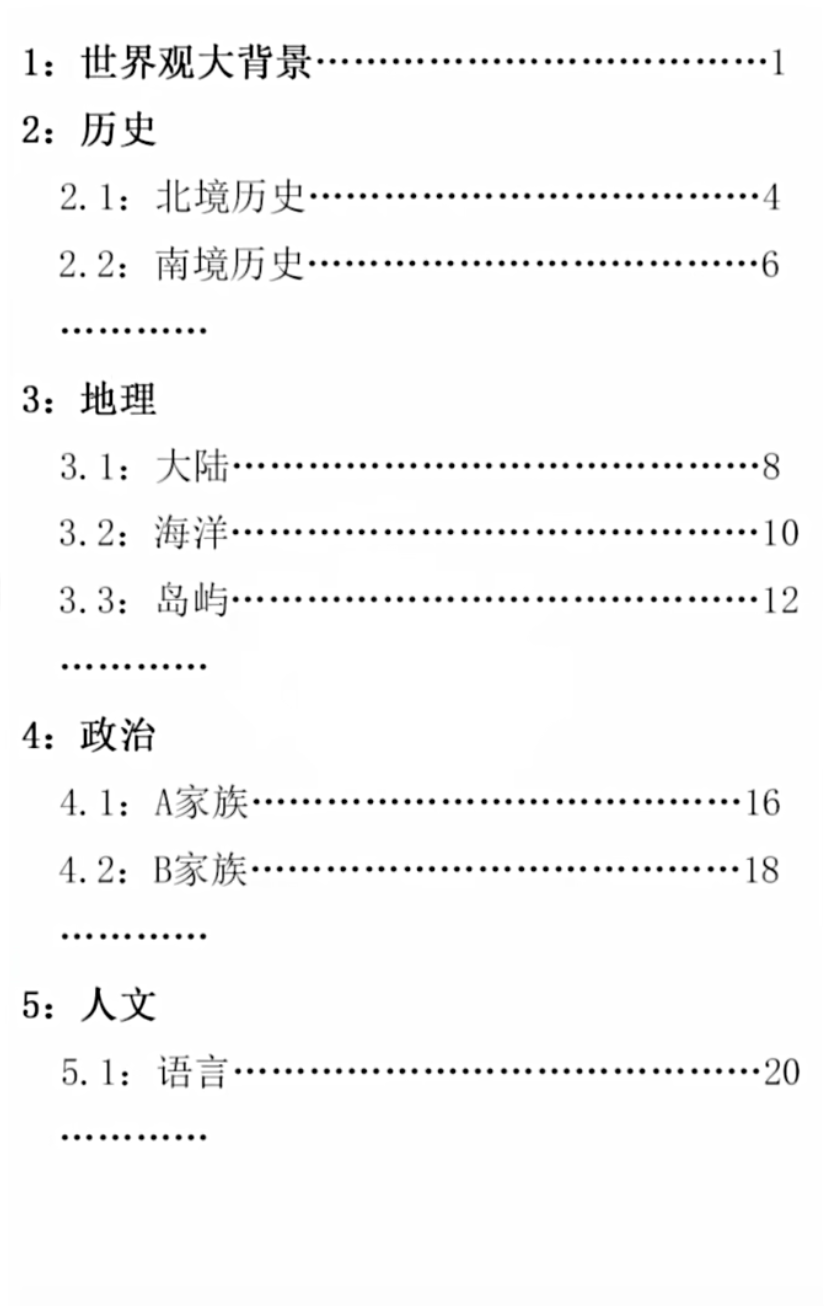 1：世界观大背景…………………………………1
2：历史
2.1：北境历史…………………………………4
2.2：南境历史…………………………………6
…………
3：地理
3.1：大陆………………………………………8
3.2：海洋………………………………………10
3.3：岛屿………………………………………12
…………
4：政治
4.1：A家族……………………………………16
4.2：B家族……………………………………18
…………
5：人文
5.1：语言………………………………………20
…………